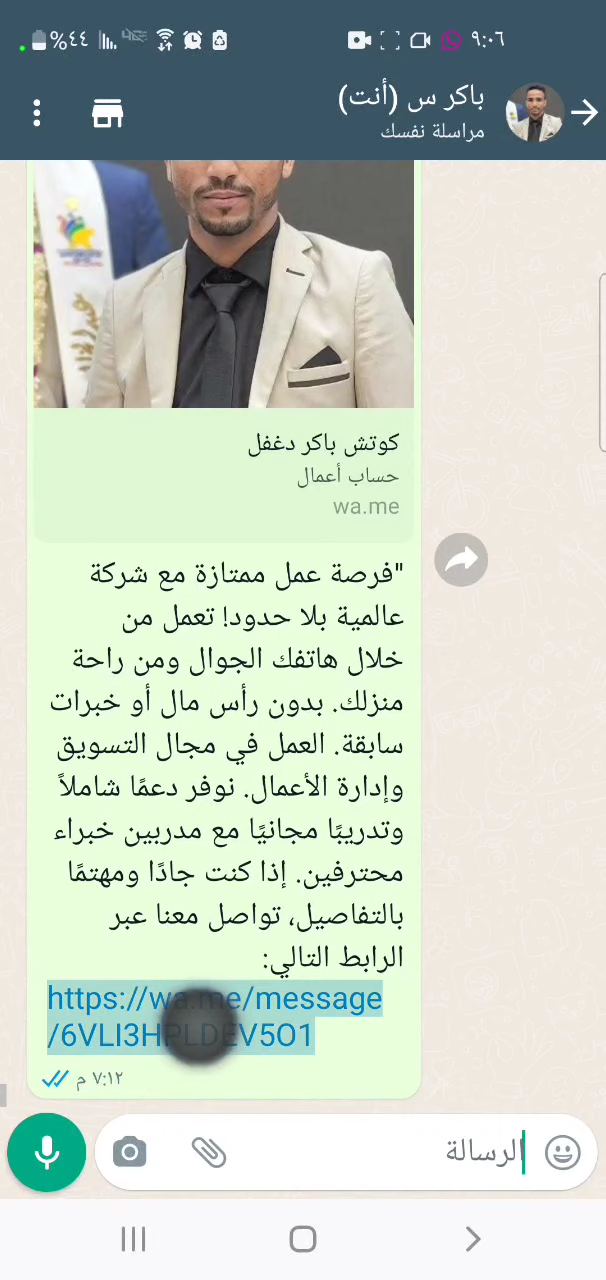 %٤٤
٩:٠٦
باكر س (أنت)
مراسلة نفسك
كوتش باكر دغفل
حساب أعمال
wa.me
"فرصة عمل ممتازة مع شركة
عالمية بلا حدود! تعمل من
خلال هاتفك الجوال ومن راحة
منزلك. بدون رأس مال أو خبرات
سابقة. العمل في مجال التسويق
وإدارة الأعمال. نوفر دعمًا شاملاً
وتدريبًا مجانيًا مع مدربين خبراء
محترفين. إذا كنت جادًا ومهتمًا
بالتفاصيل، تواصل معنا عبر
الرابط التالي:
https://wa.me/message
/6VLI3HPLDEV5O1
٧:١٢ م
الرسالة